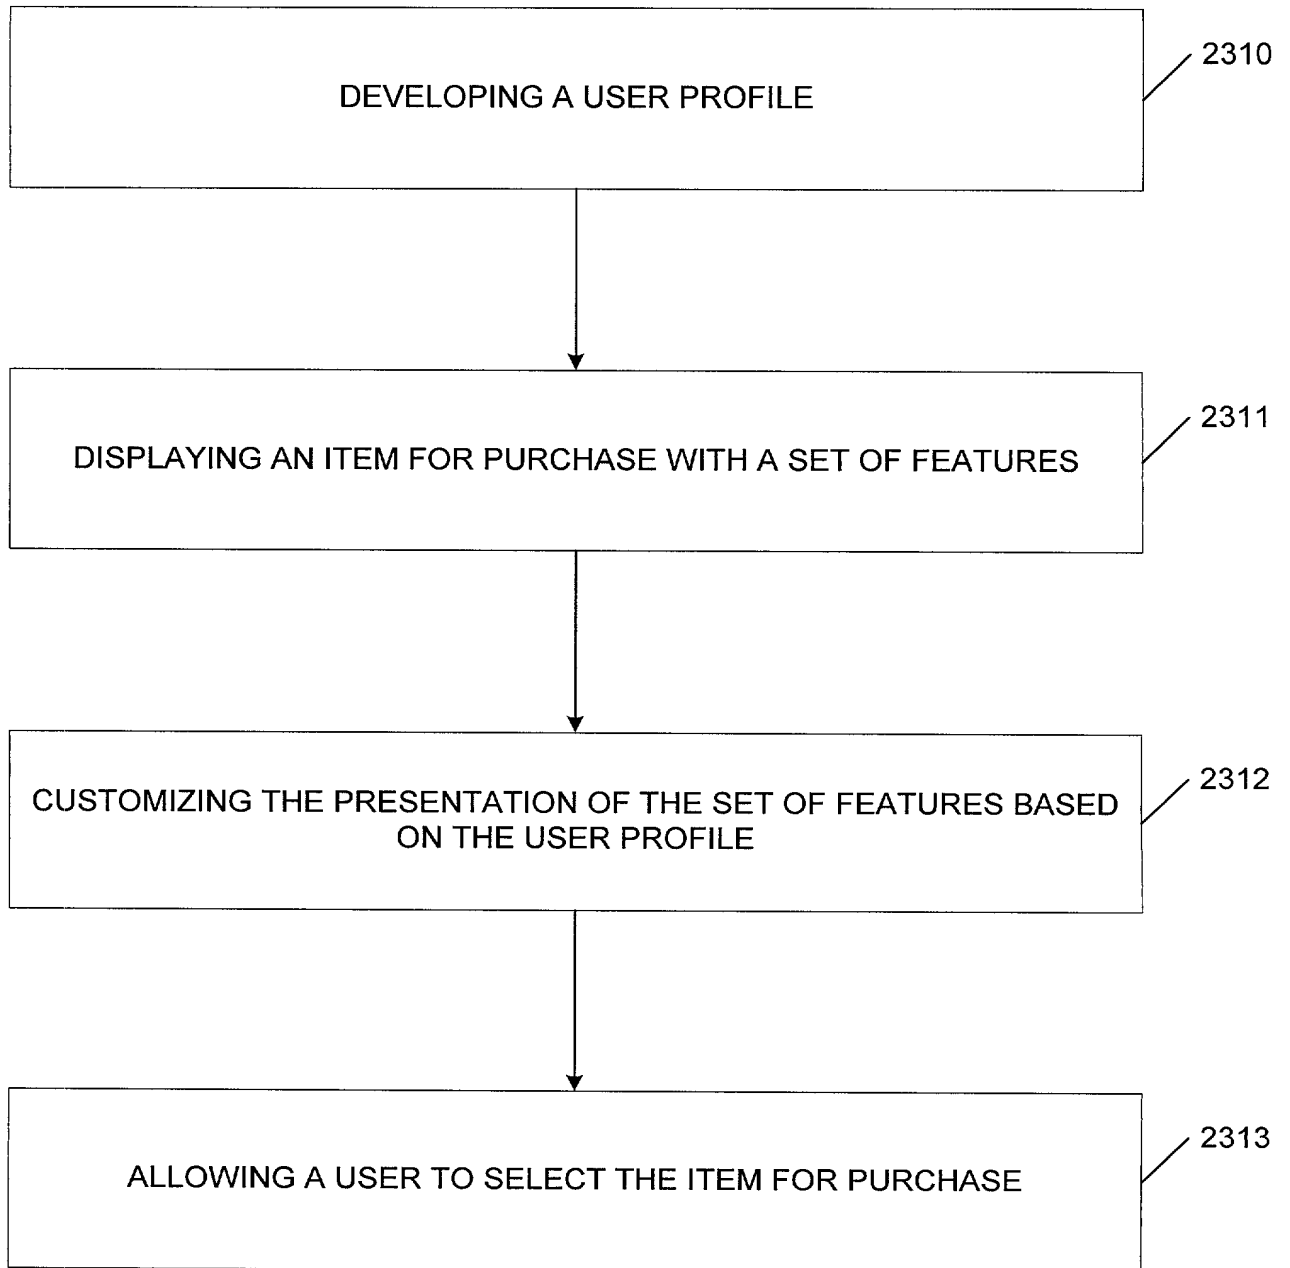 DEVELOPING A USER PROFILE
2310
DISPLAYING AN ITEM FOR PURCHASE WITH A SET OF FEATURES
2311
CUSTOMIZING THE PRESENTATION OF THE SET OF FEATURES BASED
ON THE USER PROFILE
2312
ALLOWING A USER TO SELECT THE ITEM FOR PURCHASE
2313